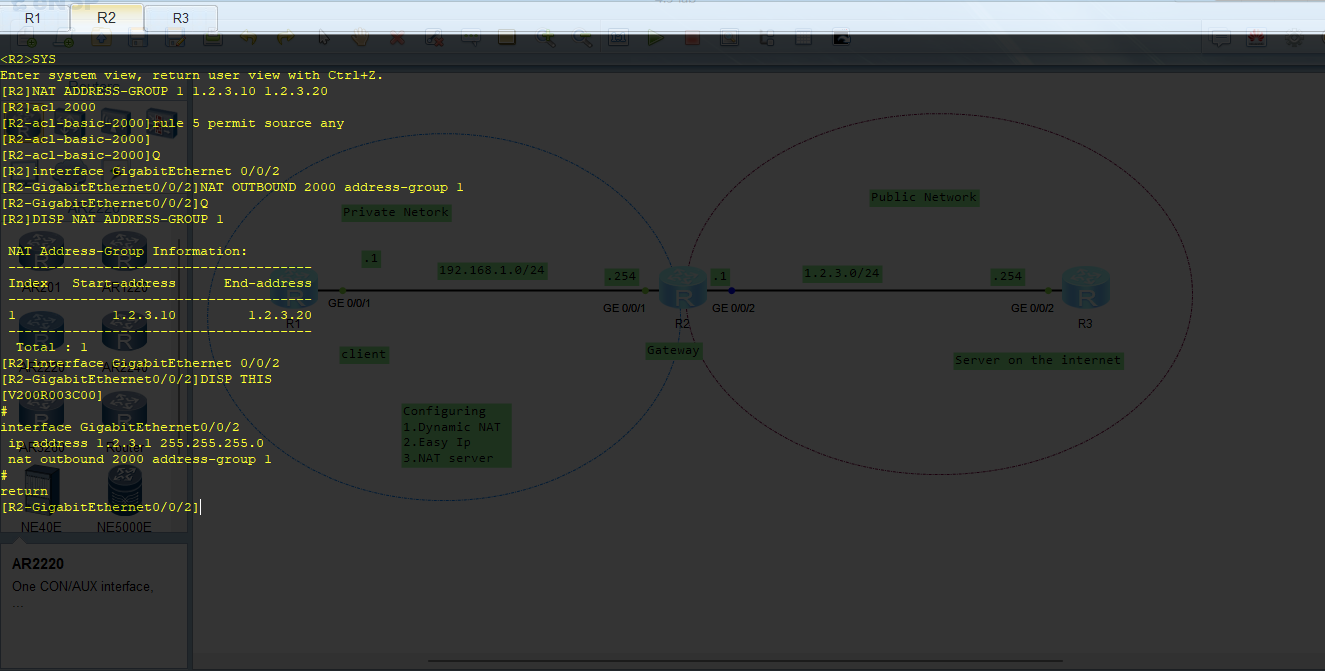 R1
R2
R3
<R2>SYS
Enter system view, return user view with Ctrl+Z.
[R2]NAT ADDRESS-GROUP 1 1.2.3.10 1.2.3.20
[R2]acl 2000
[R2-acl-basic-2000]rule 5 permit source any
[R2-acl-basic-2000]
[R2-acl-basic-2000]Q
[R2]interface GigabitEthernet 0/0/2
[R2-GigabitEthernet0/0/2]NAT OUTBOUND 2000 address-group 1
[R2-GigabitEthernet0/0/2]Q
[R2]DISP NAT ADDRESS-GROUP 1
NAT Address-Group Information:
--------------------------------------
Index Start-address End-address
--------------------------------------
1 1.2.3.10 1.2.3.20
--------------------------------------
Total : 1
[R2]interface GigabitEthernet 0/0/2
[R2-GigabitEthernet0/0/2]DISP THIS
[V200R003C00]
#
interface GigabitEthernet0/0/2
ip address 1.2.3.1 255.255.255.0
nat outbound 2000 address-group 1
#
return
[R2-GigabitEthernet0/0/2]
Private Netork
Public Network
.1
192.168.1.0/24
.254
.1
1.2.3.0/24
.254
GE 0/0/1
GE 0/0/1
GE 0/0/2
GE 0/0/2
R1
R2
R3
client
Gateway
Server on the internet
Configuring
1.Dynamic NAT
2.Easy Ip
3.NAT server
AR201
AR1220
Router
NE40E
NE5000E
AR2220
One CON/AUX interface,
...